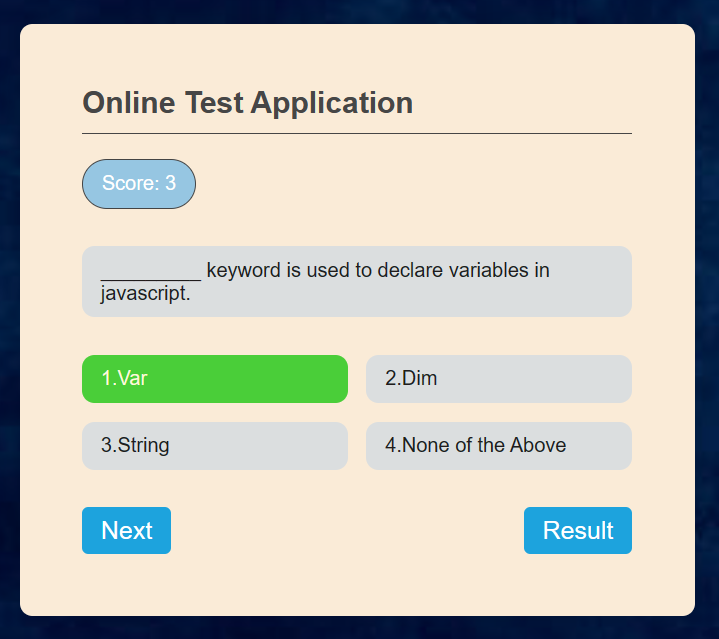 Online Test Application
Score: 3
_________ keyword is used to declare variables in
javascript.
1.Var
2.Dim
3.String
4.None of the Above
Next
Result